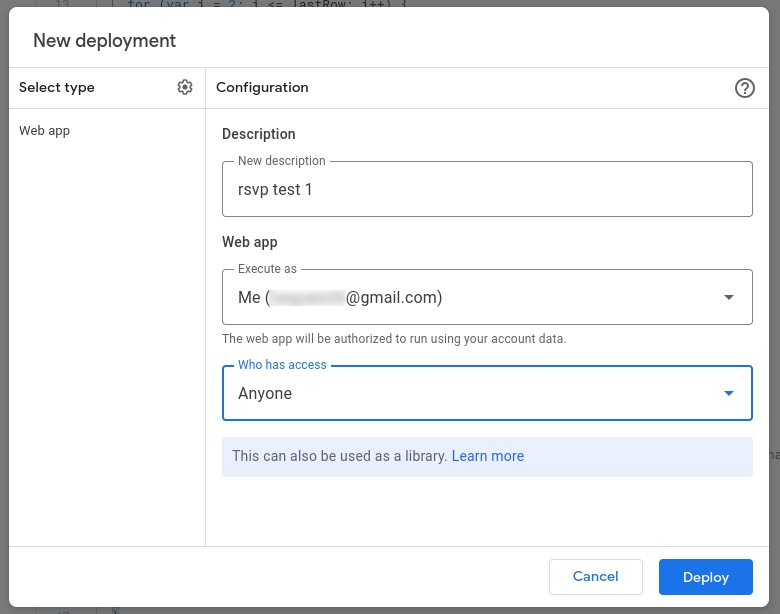 13 for (var i = 2; i <= lastRow; i++) {
New deployment
Select type
Configuration
Web app
Description
New description
rsvp test 1
Web app
Execute as
Me ( @gmail.com)
The web app will be authorized to run using your account data.
Who has access
Anyone
This can also be used as a library. Learn more
Cancel
Deploy